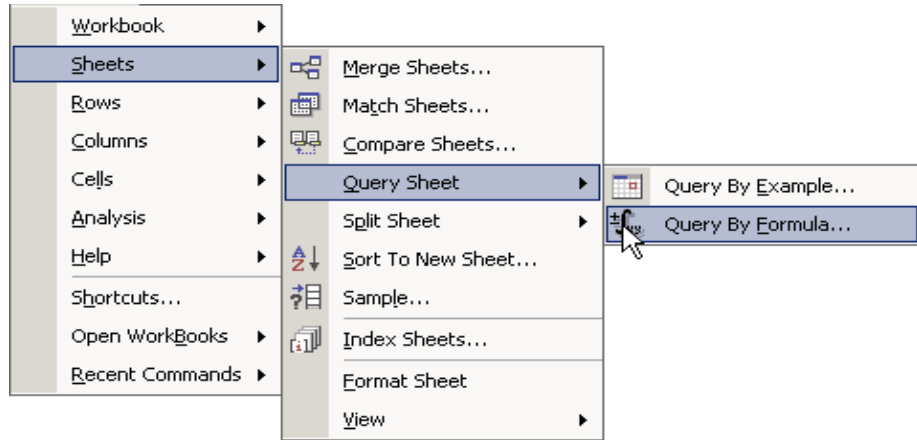 Workbook
Sheets
Rows
Columns
Cells
Analysis
Help
Shortcuts...
Open WorkBooks
Recent Commands
Merge Sheets...
Match Sheets...
Compare Sheets...
Query Sheet
Split Sheet
Sort To New Sheet...
Sample...
Index Sheets...
Format Sheet
View
Query By Example...
Query By Formula...